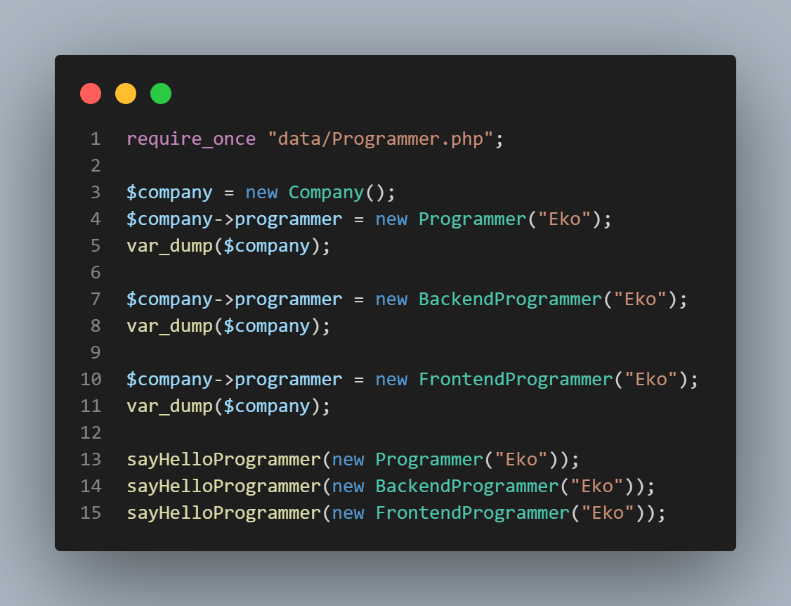 1 require_once "data/Programmer.php";
2
3 $company = new Company();
4 $company->programmer = new Programmer("Eko");
5 var_dump($company);
6
7 $company->programmer = new BackendProgrammer("Eko");
8 var_dump($company);
9
10 $company->programmer = new FrontendProgrammer("Eko");
11 var_dump($company);
12
13 sayHelloProgrammer(new Programmer("Eko"));
14 sayHelloProgrammer(new BackendProgrammer("Eko"));
15 sayHelloProgrammer(new FrontendProgrammer("Eko"));